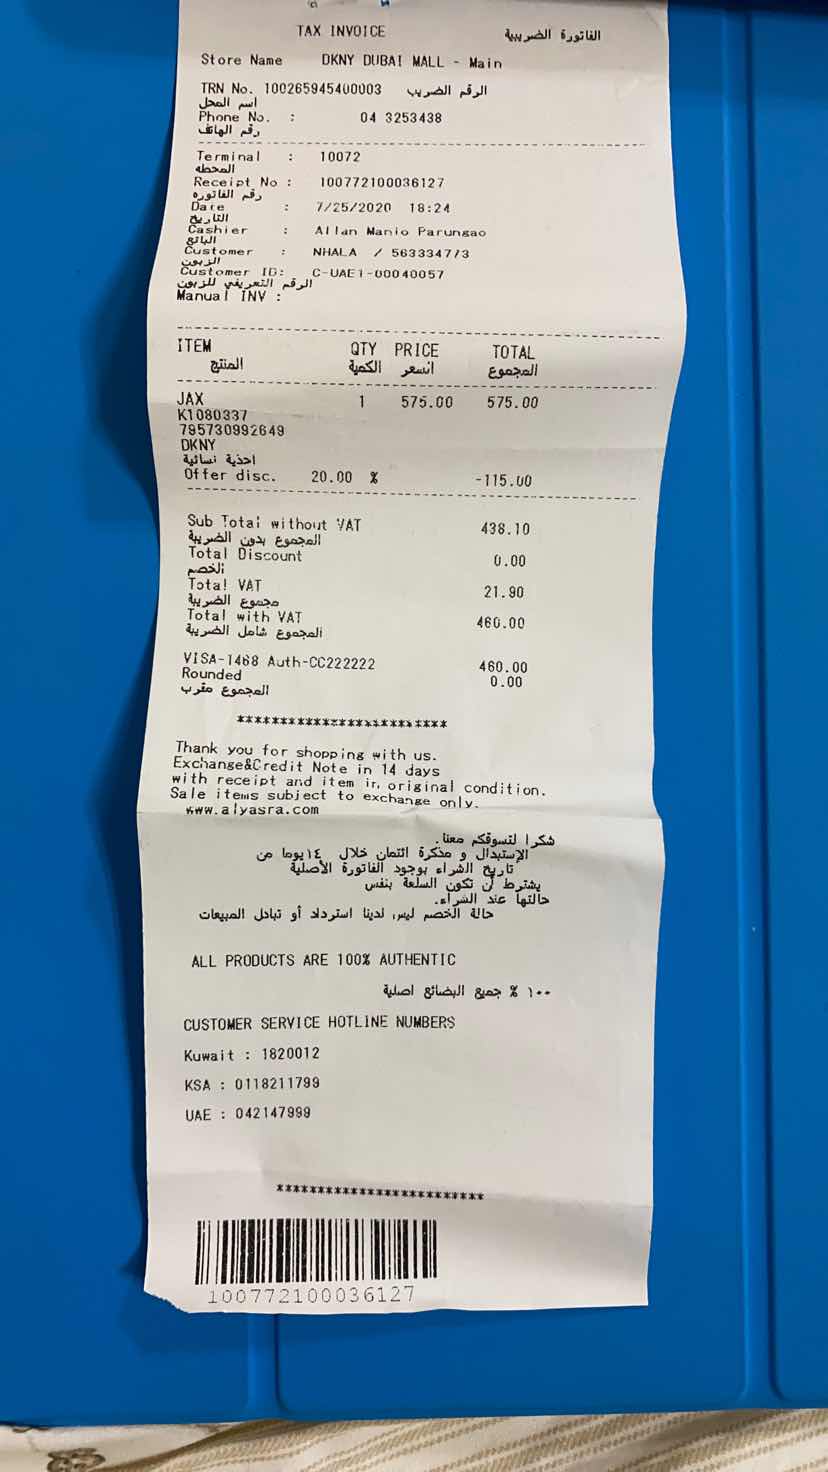 TAX INVOICE الفاتورة الضريبية
Store Name DKNY DUBAI MALL - Main
TRN No. 100265945400003 الرقم الضريب
اسم المحل
Phone No. : 04 3253438
رقم الهاتف
Terminal : 10072
المحطه
Receipt No : 100772100036127
رقم الفاتوره
Date : 7/25/2020 18:24
التاريخ
Cashier : Allan Manio Parungao
البائع
Customer : NHALA / 56333477/3
الزبون
Customer ID: C-UAE1-00040057
الرقم التعريفي للزبون
Manual INV :
ITEM QTY PRICE TOTAL
المنتج الكمية السعر المجموع
JAX 1 575.00 575.00
K1080337
795730992649
DKNY
احذية نسائية
Offer disc. 20.00 % -115.00
Sub Total without VAT 438.10
المجموع بدون الضريبة
Total Discount 0.00
الخصم
Total VAT 21.90
مجموع الضريبة
Total with VAT 460.00
المجموع شامل الضريبة
VISA-1468 Auth-CC222222 460.00
Rounded 0.00
المجموع مقرب
************************
Thank you for shopping with us.
Exchange&Credit Note in 14 days
with receipt and item in original condition.
Sale items subject to exchange only.
www.alyasra.com
شكرا لتسوقكم معنا.
الإستبدال و مذكرة ائتمان خلال ١٤يوما من
تاريخ الشراء بوجود الفاتورة الأصلية
يشترط أن تكون السلعة بنفس
حالتها عند الشراء.
حالة الخصم ليس لدينا استرداد أو تبادل المبيعات
ALL PRODUCTS ARE 100% AUTHENTIC
١٠٠ % جميع البضائع اصلية
CUSTOMER SERVICE HOTLINE NUMBERS
Kuwait : 1820012
KSA : 0118211799
UAE : 042147999
************************
100772100036127